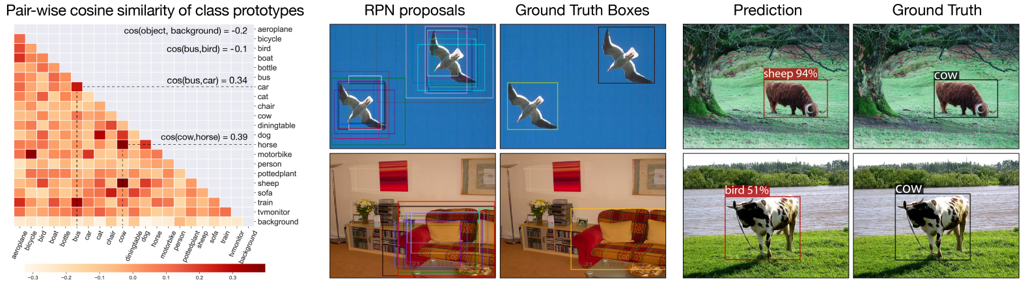 Pair-wise cosine similarity of class prototypes
cos(object, background) = -0.2
cos(bus,bird) = -0.1
cos(bus,car) = 0.34
cos(cow,horse) = 0.39
aeroplane
bicycle
bird
boat
bottle
bus
car
cat
chair
cow
diningtable
dog
horse
motorbike
person
pottedplant
sheep
sofa
train
tvmonitor
background
aeroplane
bicycle
bird
boat
bottle
bus
car
cat
chair
cow
diningtable
dog
horse
motorbike
person
pottedplant
sheep
sofa
train
tvmonitor
background
−0.3 −0.2 −0.1 0.0 0.1 0.2 0.3
RPN proposals
Ground Truth Boxes
Prediction
Ground Truth
sheep 94%
cow
bird 51%
cow